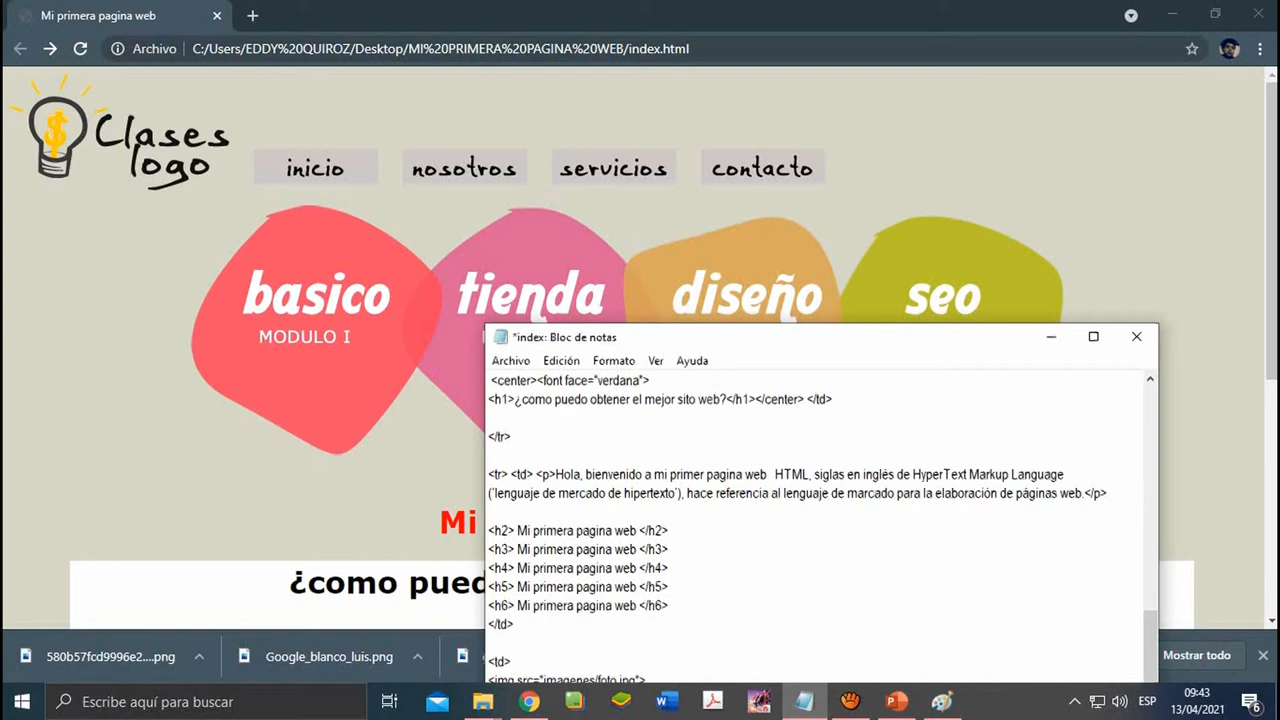 Mi primera pagina web
Archivo C:/Users/EDDY%20QUIROZ/Desktop/MI%20PRIMERA%20PAGINA%20WEB/index.html
Clases
logo
inicio nosotros servicios contacto
basico tienda diseño seo
MODULO I
*index: Bloc de notas
Archivo Edición Formato Ver Ayuda
<center><font face="verdana">
<h1>¿como puedo obtener el mejor sito web?</h1></center> </td>
</tr>
<tr> <td> <p>Hola, bienvenido a mi primer pagina web HTML, siglas en inglés de HyperText Markup Language
('lenguaje de mercado de hipertexto'), hace referencia al lenguaje de marcado para la elaboración de páginas web.</p>
Mi
<h2> Mi primera pagina web </h2>
<h3> Mi primera pagina web </h3>
<h4> Mi primera pagina web </h4>
¿como pued
<h5> Mi primera pagina web </h5>
<h6> Mi primera pagina web </h6>
</td>
<td>
<img src="imagenes/foto.jpg">
580b57fcd9996e2....png Google_blanco_luis.png Mostrar todo
Escribe aquí para buscar
ESP
09:43
13/04/2021
6